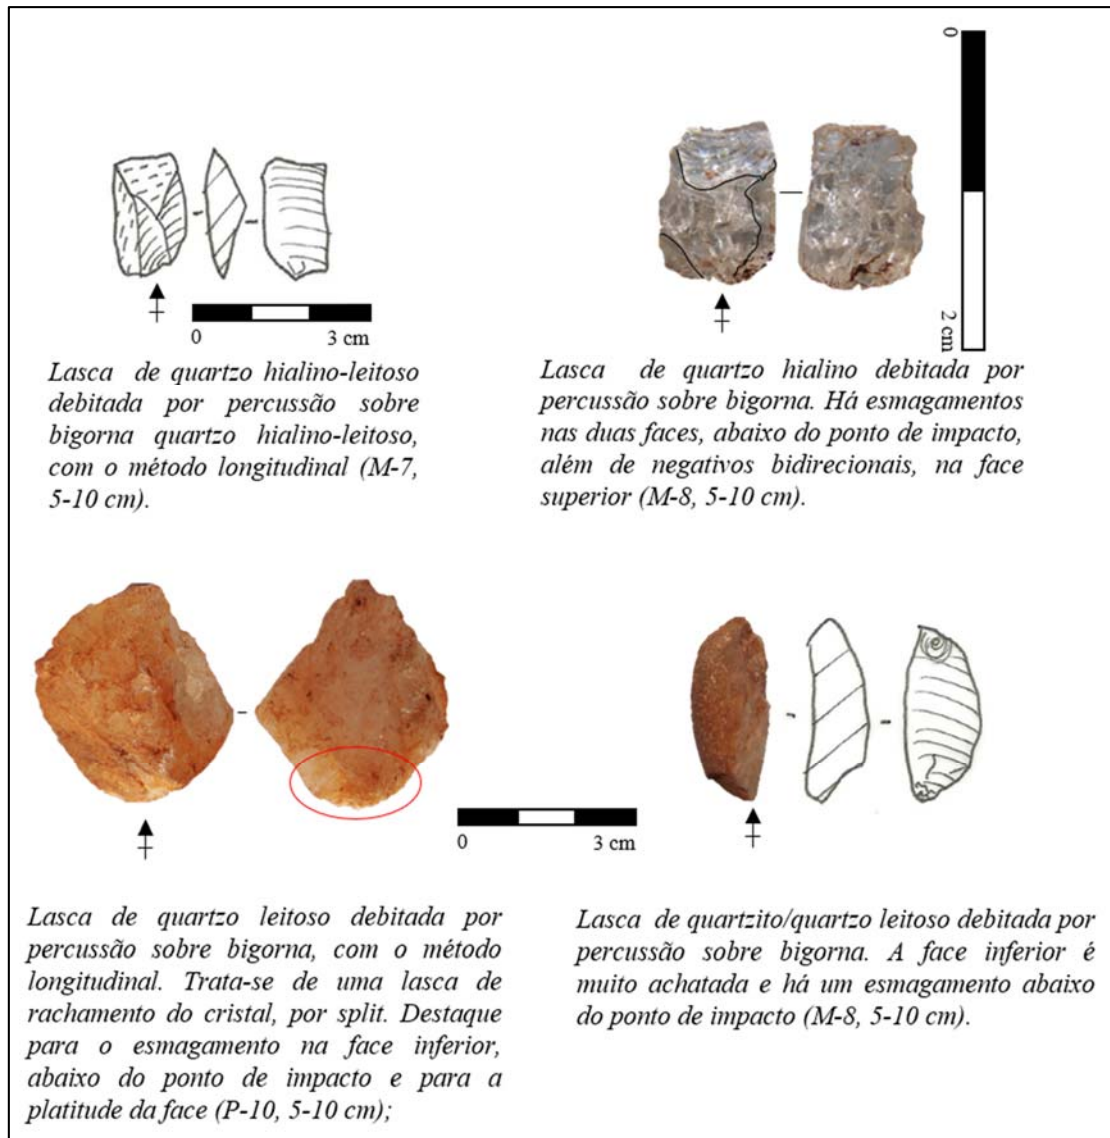 0
2 cm
0 3 cm
Lasca de quartzo hialino-leitoso
debitada por percussão sobre
bigorna quartzo hialino-leitoso,
com o método longitudinal (M-7,
5-10 cm).
Lasca de quartzo hialino debitada por
percussão sobre bigorna. Há esmagamentos
nas duas faces, abaixo do ponto de impacto,
além de negativos bidirecionais, na face
superior (M-8, 5-10 cm).
0 3 cm
Lasca de quartzo leitoso debitada por
percussão sobre bigorna, com o método
longitudinal. Trata-se de uma lasca de
rachamento do cristal, por split. Destaque
para o esmagamento na face inferior,
abaixo do ponto de impacto e para a
platitude da face (P-10, 5-10 cm);
Lasca de quartzito/quartzo leitoso debitada por
percussão sobre bigorna. A face inferior é
muito achatada e há um esmagamento abaixo
do ponto de impacto (M-8, 5-10 cm).